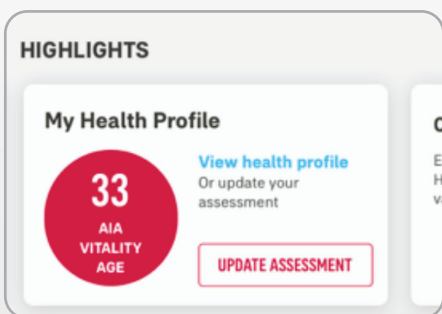 HIGHLIGHTS
My Health Profile
33
AIA
VITALITY
AGE
View health profile
Or update your
assessment
UPDATE ASSESSMENT